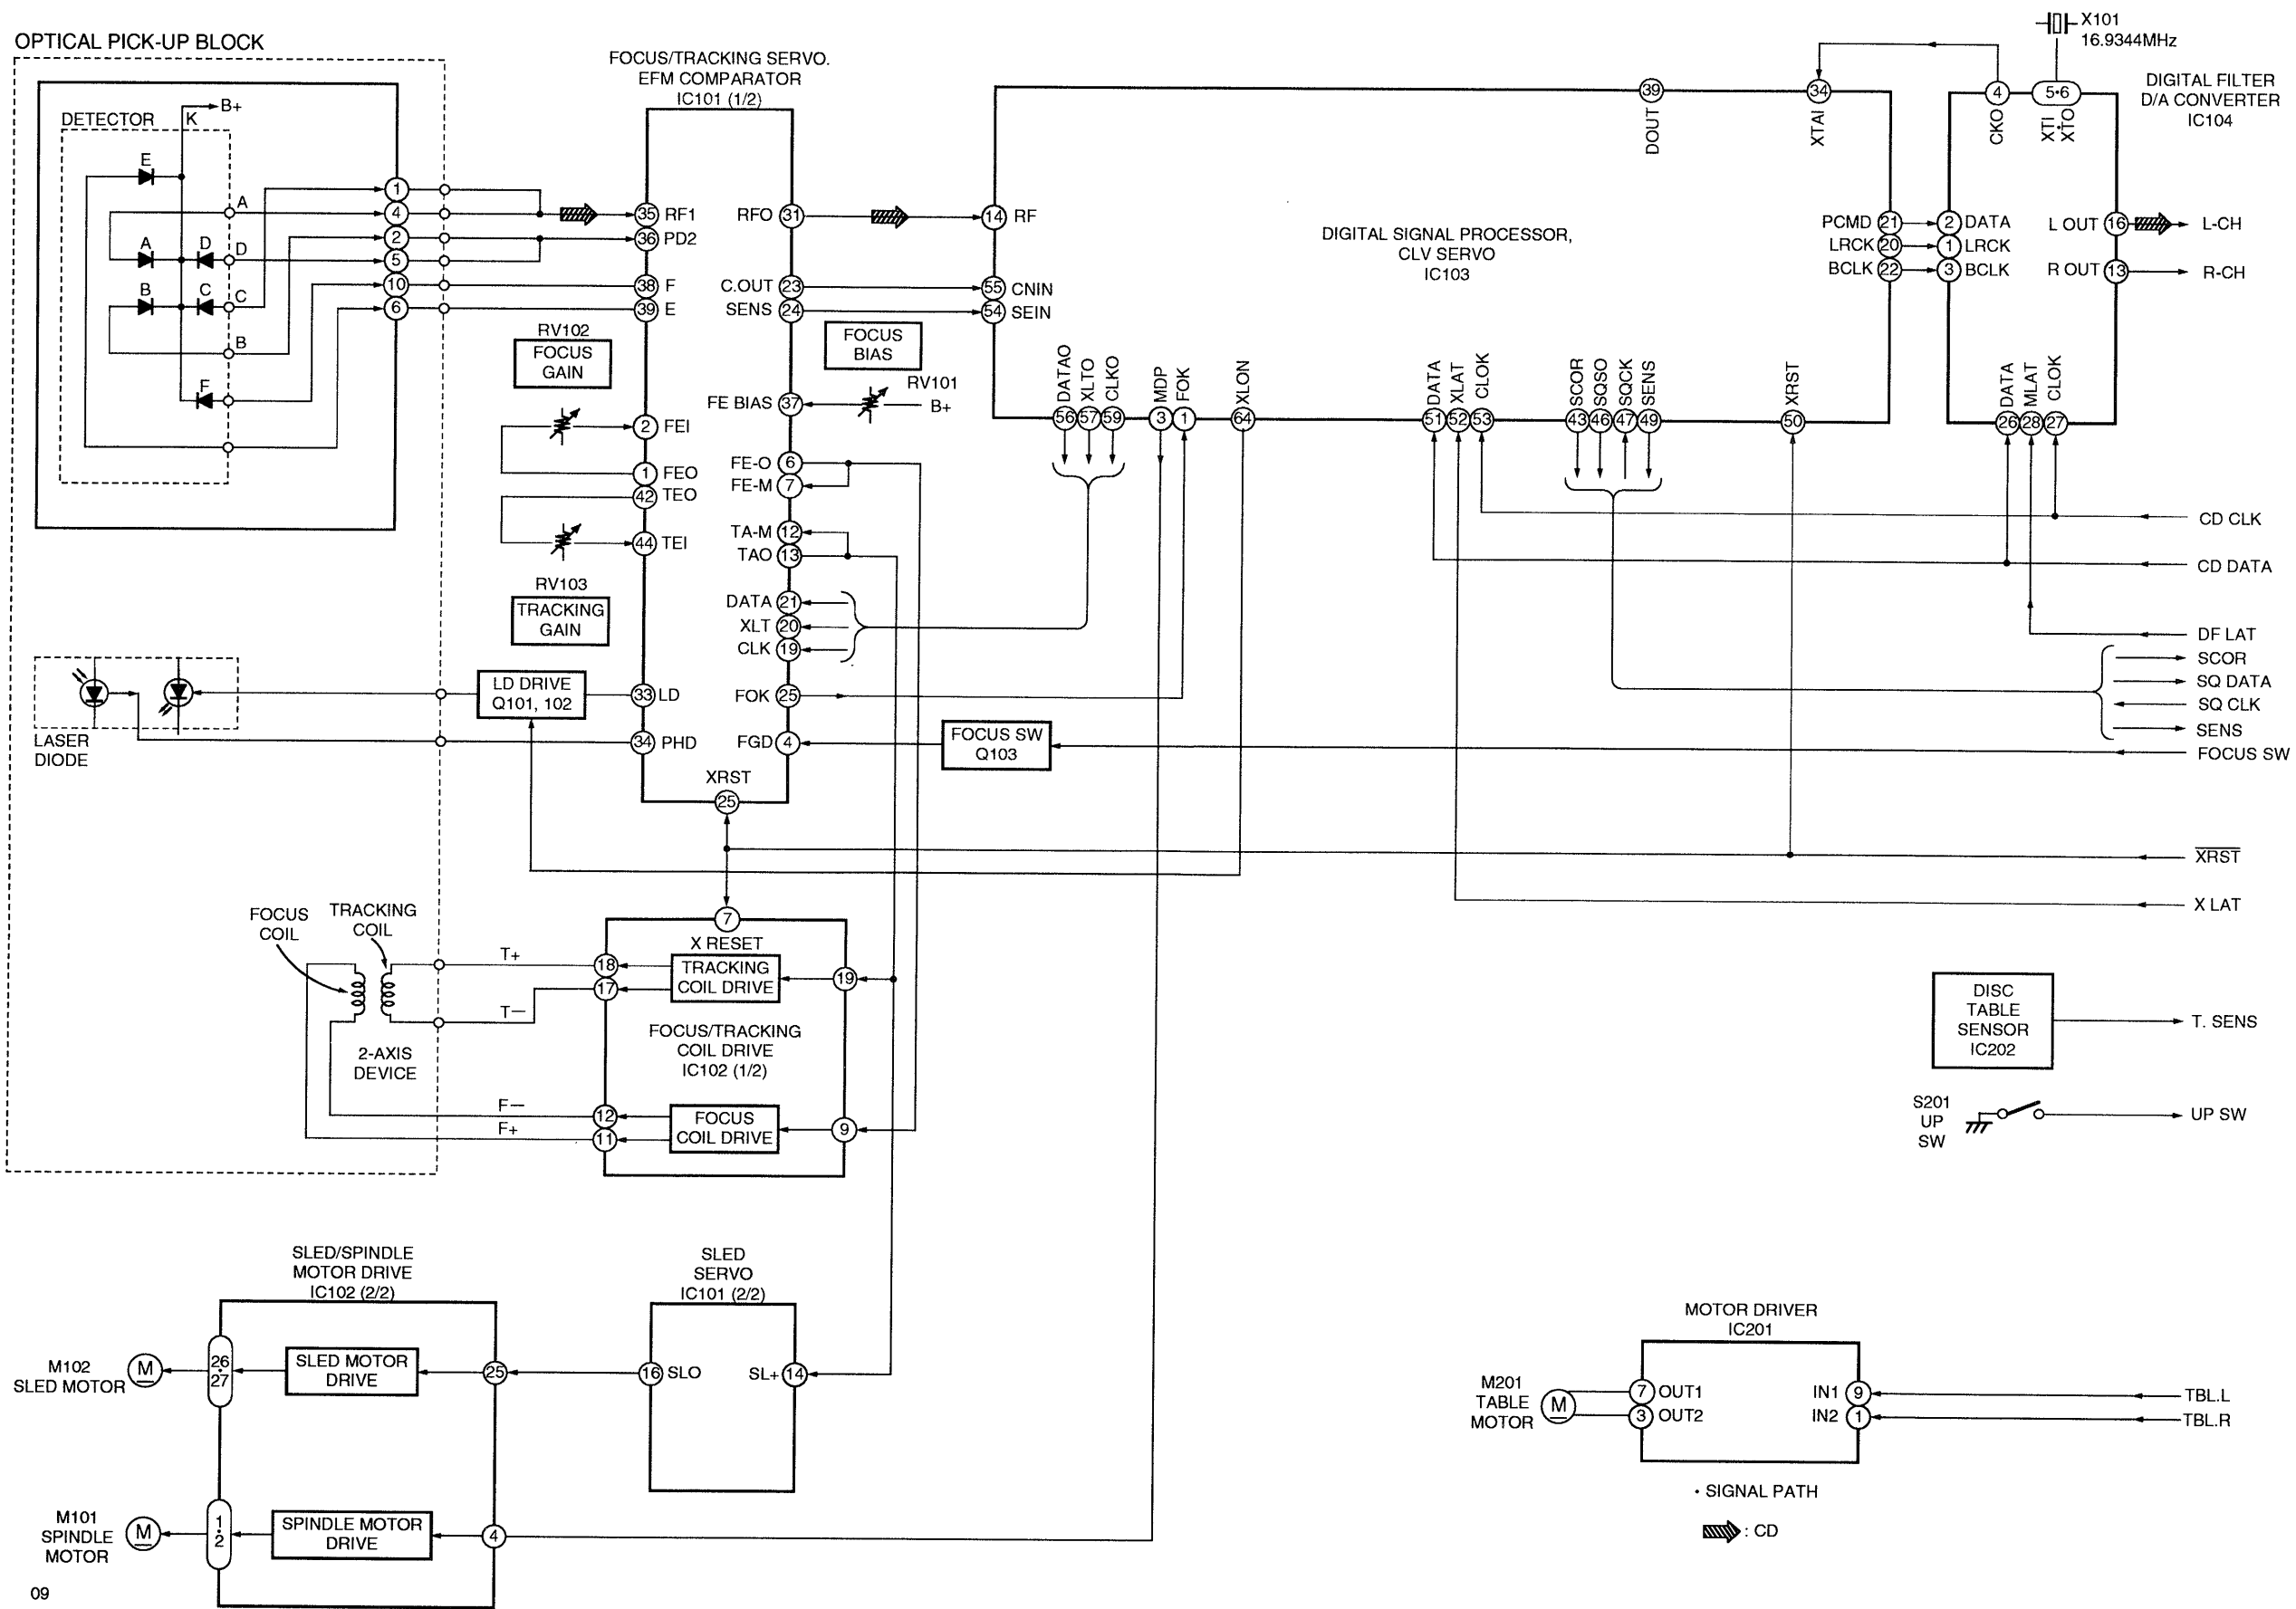 OPTICAL PICK-UP BLOCK
DETECTOR
K
B+
E
A
A
D
D
B
C
C
B
F
1
4
2
5
10
6
LASER
DIODE
FOCUS/TRACKING SERVO.
EFM COMPARATOR
IC101 (1/2)
35 RF1
36 PD2
38 F
39 E
RV102
FOCUS
GAIN
2 FEI
1 FEO
42 TEO
44 TEI
RV103
TRACKING
GAIN
LD DRIVE
Q101, 102
33 LD
34 PHD
RFO 31
C.OUT 23
SENS 24
FOCUS
BIAS
RV101
B+
FE BIAS 37
FE-O 6
FE-M 7
TA-M 12
TAO 13
DATA 21
XLT 20
CLK 19
FOK 25
FGD 4
XRST
25
FOCUS SW
Q103
DIGITAL SIGNAL PROCESSOR,
CLV SERVO
IC103
14 RF
55 CNIN
54 SEIN
DATAO
XLTO
CLKO
MDP
FOK
XLON
DATA
XLAT
CLOK
SCOR
SQSO
SQCK
SENS
XRST
56 57 59 3 1 64 51 52 53 43 46 47 49 50
39
DOUT
34
XTAI
PCMD 21
LRCK 20
BCLK 22
X101
16.9344MHz
DIGITAL FILTER
D/A CONVERTER
IC104
4
5•6
CKO
XTI • XTO
2 DATA
1 LRCK
3 BCLK
L OUT 16
L-CH
R OUT 13
R-CH
DATA
MLAT
CLOK
26 28 27
CD CLK
CD DATA
DF LAT
SCOR
SQ DATA
SQ CLK
SENS
FOCUS SW
XRST
X LAT
FOCUS
COIL
TRACKING
COIL
2-AXIS
DEVICE
T+
T−
F−
F+
7
X RESET
18
17
TRACKING
COIL DRIVE
19
FOCUS/TRACKING
COIL DRIVE
IC102 (1/2)
12
11
FOCUS
COIL DRIVE
9
DISC
TABLE
SENSOR
IC202
T. SENS
S201
UP
SW
UP SW
SLED/SPINDLE
MOTOR DRIVE
IC102 (2/2)
M102
SLED MOTOR
M
26
•
27
SLED MOTOR
DRIVE
25
SLED
SERVO
IC101 (2/2)
16 SLO
SL+ 14
M101
SPINDLE
MOTOR
M
1
•
2
SPINDLE MOTOR
DRIVE
4
MOTOR DRIVER
IC201
M201
TABLE
MOTOR
M
7 OUT1
3 OUT2
IN1 9
IN2 1
TBL.L
TBL.R
• SIGNAL PATH
: CD
09